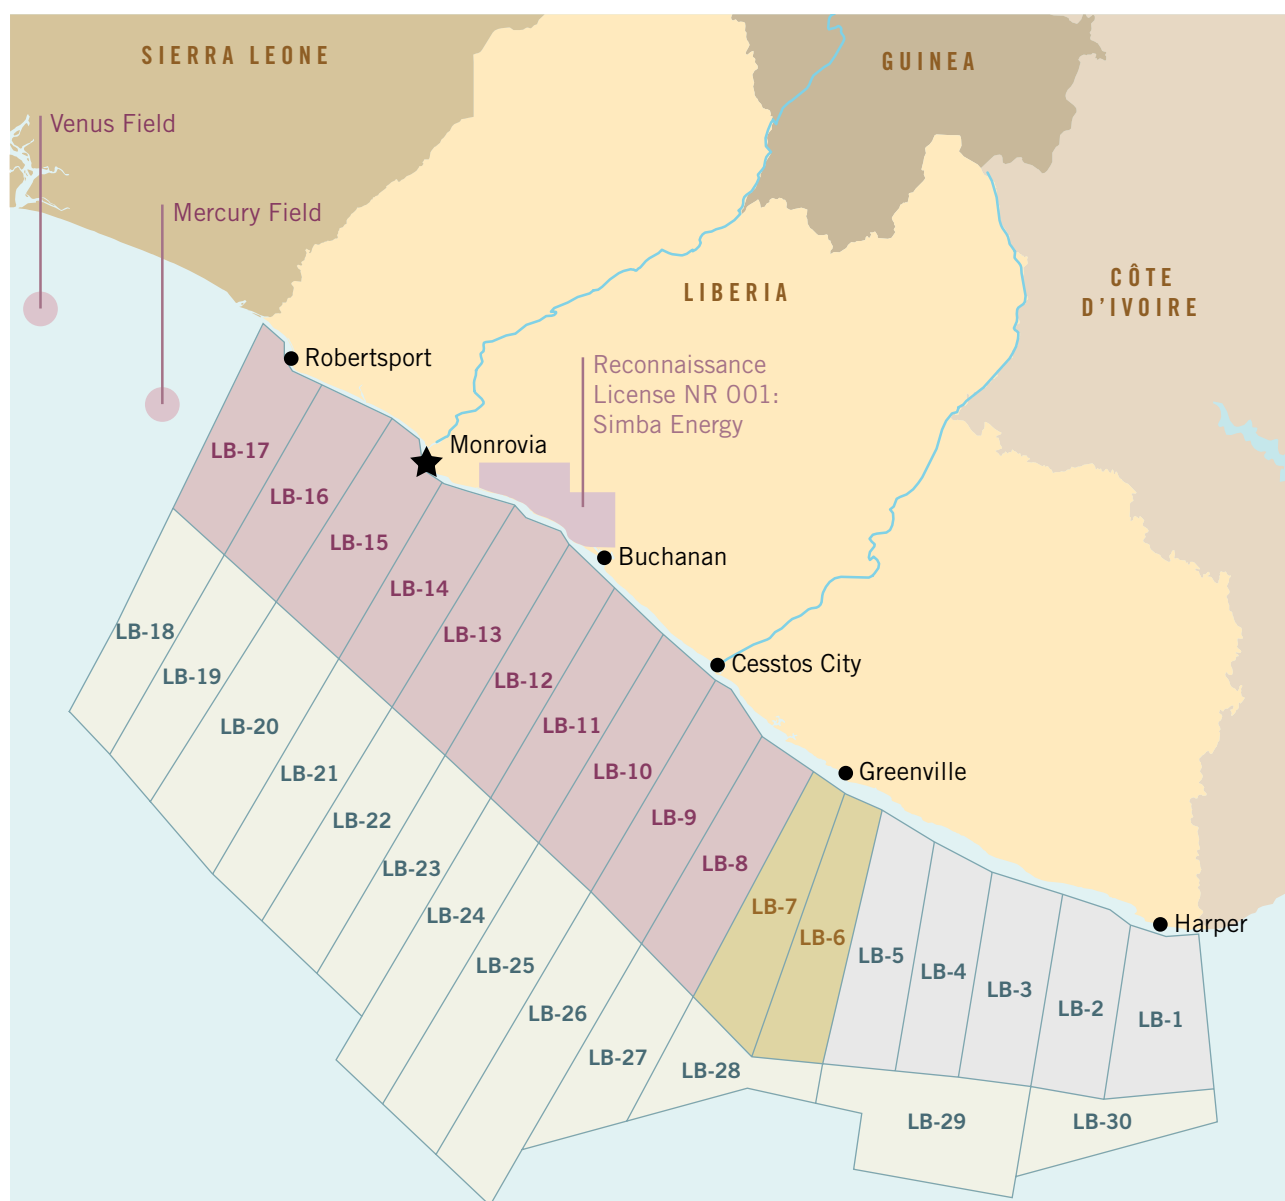 SIERRA LEONE
GUINEA
Venus Field
Mercury Field
CÔTE
D'IVOIRE
LIBERIA
Robertsport
Reconnaissance
License NR 001:
Simba Energy
Monrovia
LB-17
LB-16
LB-15
Buchanan
LB-14
LB-18
LB-13
Cesstos City
LB-19
LB-12
LB-20
LB-11
LB-21
LB-10
Greenville
LB-22
LB-9
LB-23
LB-8
LB-24
LB-7
Harper
LB-6
LB-5
LB-25
LB-4
LB-3
LB-26
LB-2
LB-1
LB-27
LB-28
LB-29
LB-30